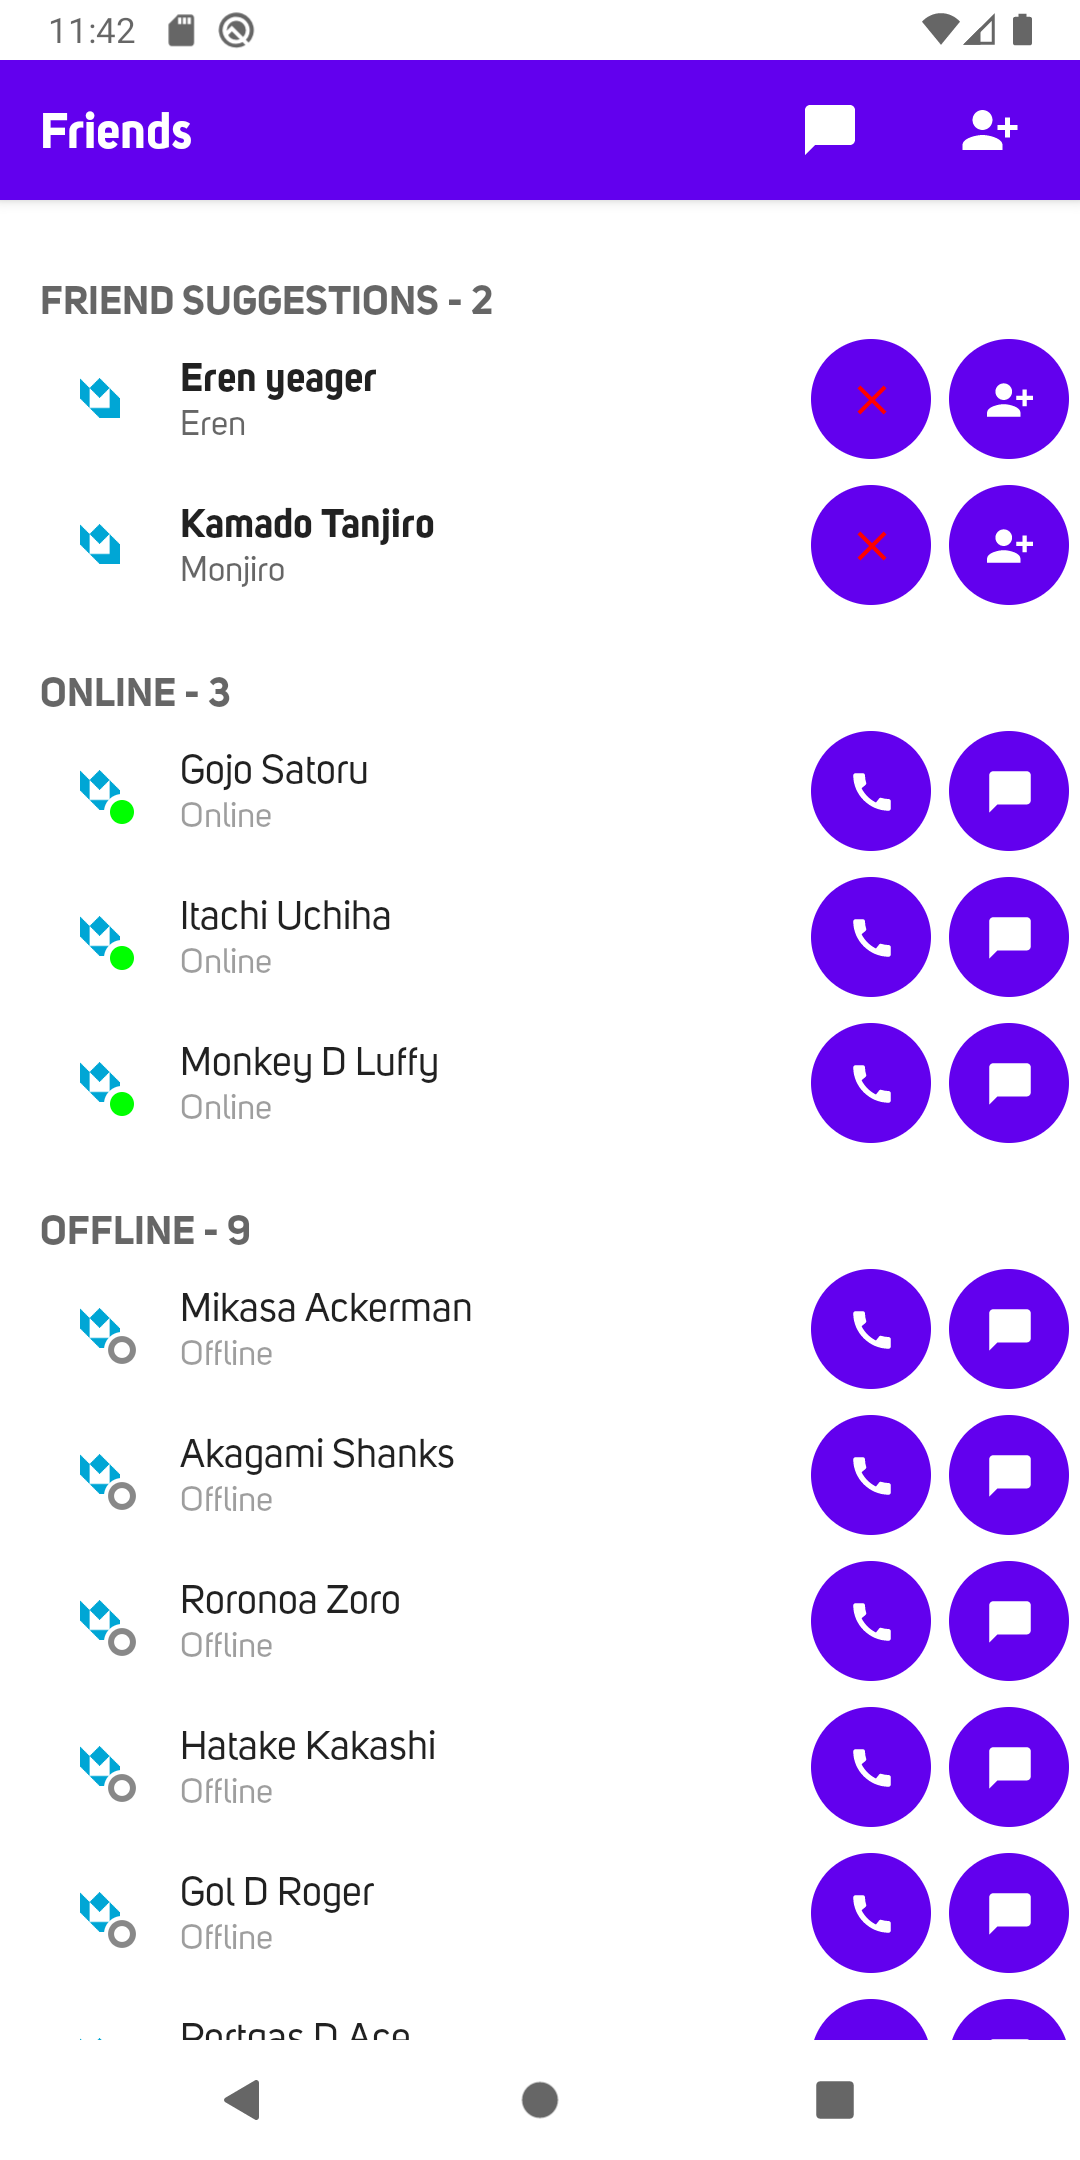 11:42
Friends
FRIEND SUGGESTIONS - 2
Eren yeager
Eren
Kamado Tanjiro
Monjiro
ONLINE - 3
Gojo Satoru
Online
Itachi Uchiha
Online
Monkey D Luffy
Online
OFFLINE - 9
Mikasa Ackerman
Offline
Akagami Shanks
Offline
Roronoa Zoro
Offline
Hatake Kakashi
Offline
Gol D Roger
Offline
Portgas D Ace